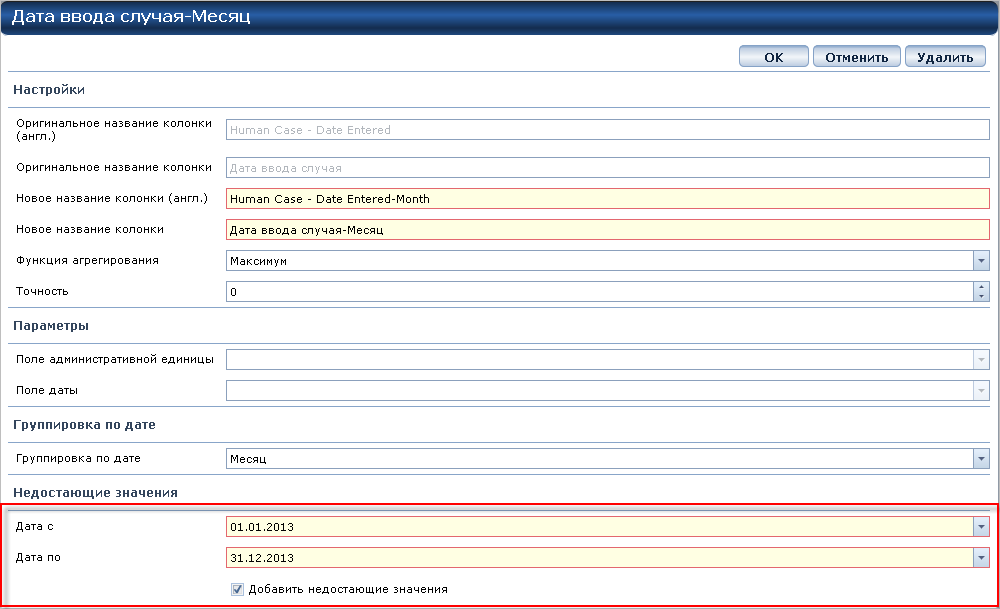 Дата ввода случая-Месяц
OK Отменить Удалить
Настройки
Оригинальное название колонки
(англ.)
Human Case - Date Entered
Оригинальное название колонки Дата ввода случая
Новое название колонки (англ.) Human Case - Date Entered-Month
Новое название колонки Дата ввода случая-Месяц
Функция агрегирования Максимум
Точность 0
Параметры
Поле административной единицы
Поле даты
Группировка по дате
Группировка по дате Месяц
Недостающие значения
Дата с 01.01.2013
Дата по 31.12.2013
Добавить недостающие значения